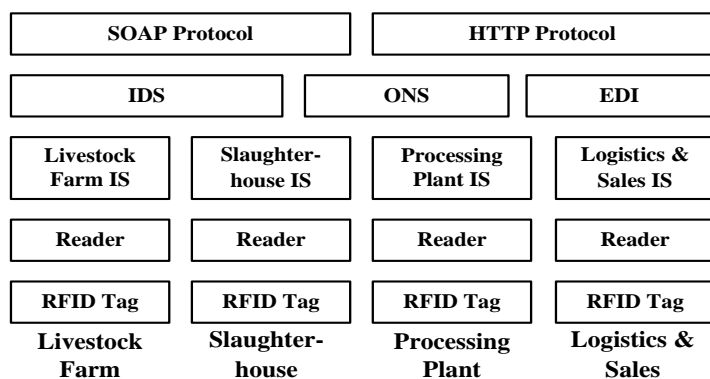 SOAP Protocol
HTTP Protocol
IDS
ONS
EDI
Livestock
Farm IS
Slaughter-
house IS
Processing
Plant IS
Logistics &
Sales IS
Reader
Reader
Reader
Reader
RFID Tag
RFID Tag
RFID Tag
RFID Tag
Livestock
Farm
Slaughter-
house
Processing
Plant
Logistics &
Sales